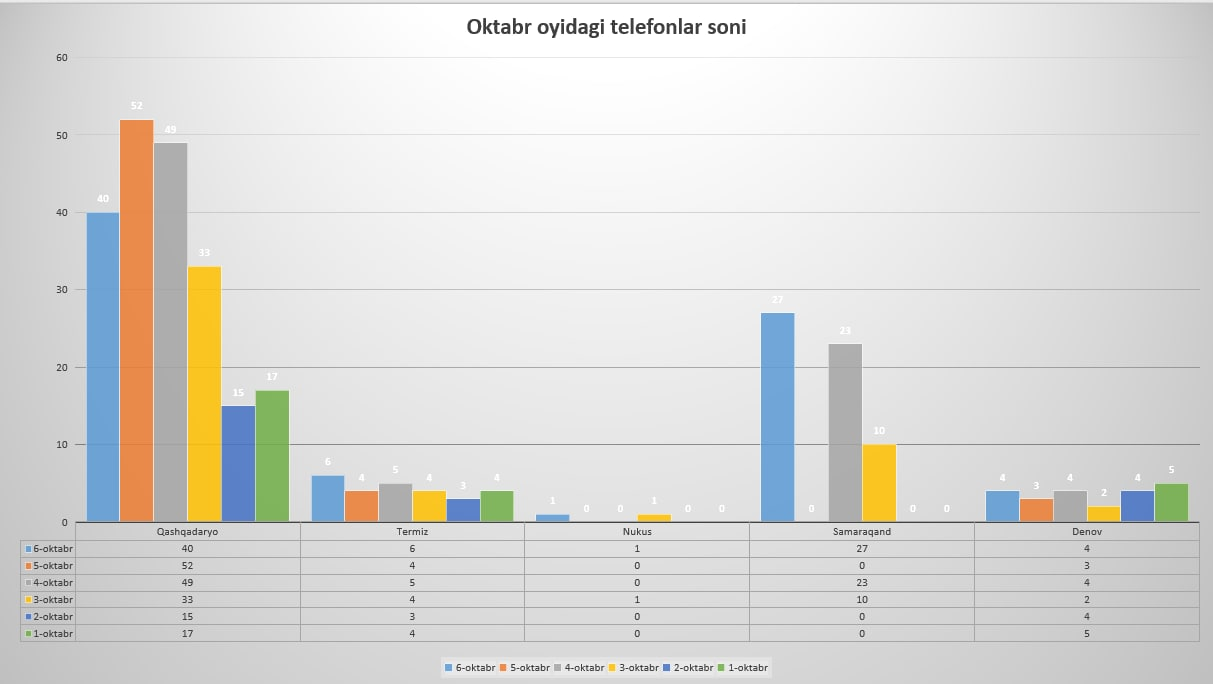 Oktabr oyidagi telefonlar soni
60
50
40
30
20
10
0
40 52 49 33 15 17
6 4 5 4 3 4
1 0 0 1 0 0
27 0 23 10 0 0
4 3 4 2 4 5
Qashqadaryo Termiz Nukus Samaraqand Denov
6-oktabr 40 6 1 27 4
5-oktabr 52 4 0 0 3
4-oktabr 49 5 0 23 4
3-oktabr 33 4 1 10 2
2-oktabr 15 3 0 0 4
1-oktabr 17 4 0 0 5
6-oktabr 5-oktabr 4-oktabr 3-oktabr 2-oktabr 1-oktabr